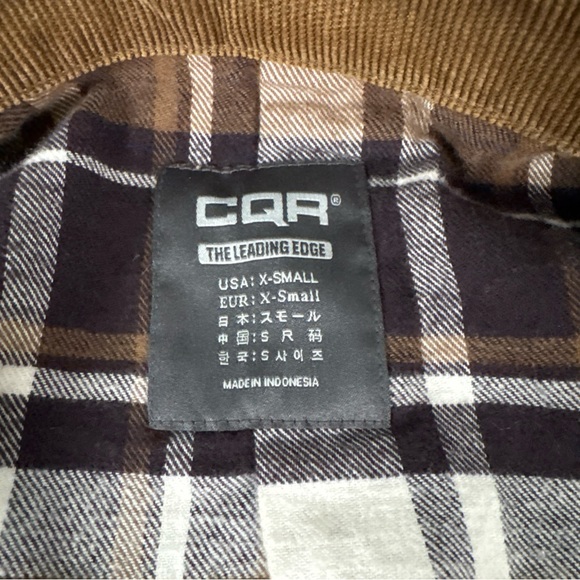 CQR®
THE LEADING EDGE
USA: X-SMALL
EUR: X-Small
日本: スモール
中国: S 尺码
한국: S 사이즈
MADE IN INDONESIA